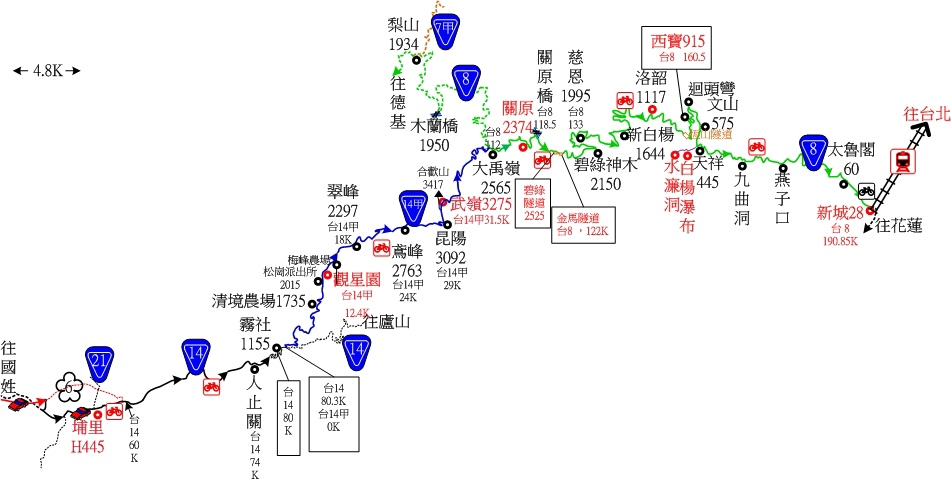 梨山
1934
7甲
4.8K
往德基
8
木蘭橋
1950
台8
112
關原
2374
關原橋
台8
118.5
慈恩
1995
台8
133
西寶915
台8 160.5
洛韶
1117
迴頭彎
文山
575
新白楊
1644
碧綠神木
2150
大禹嶺
2565
碧綠
隧道
2525
金馬隧道
台8 ，122K
水濂洞
白楊瀑布
天祥
445
九曲洞
燕子口
8
太魯閣
60
往台北
新城28
台8
190.85K
往花蓮
合歡山
3417
武嶺3275
台14甲31.5K
14甲
翠峰
2297
台14甲
18K
昆陽
3092
台14甲
29K
鳶峰
2763
台14甲
24K
梅峰農場
松崗派出所
2015
觀星園
台14甲
12.4K
清境農場1735
霧社
1155
往廬山
14
14
21
6
往國姓
埔里
H445
台
14
60
K
人止關
台
14
74
K
台
14
80
K
台14
80.3K
台14甲
0K